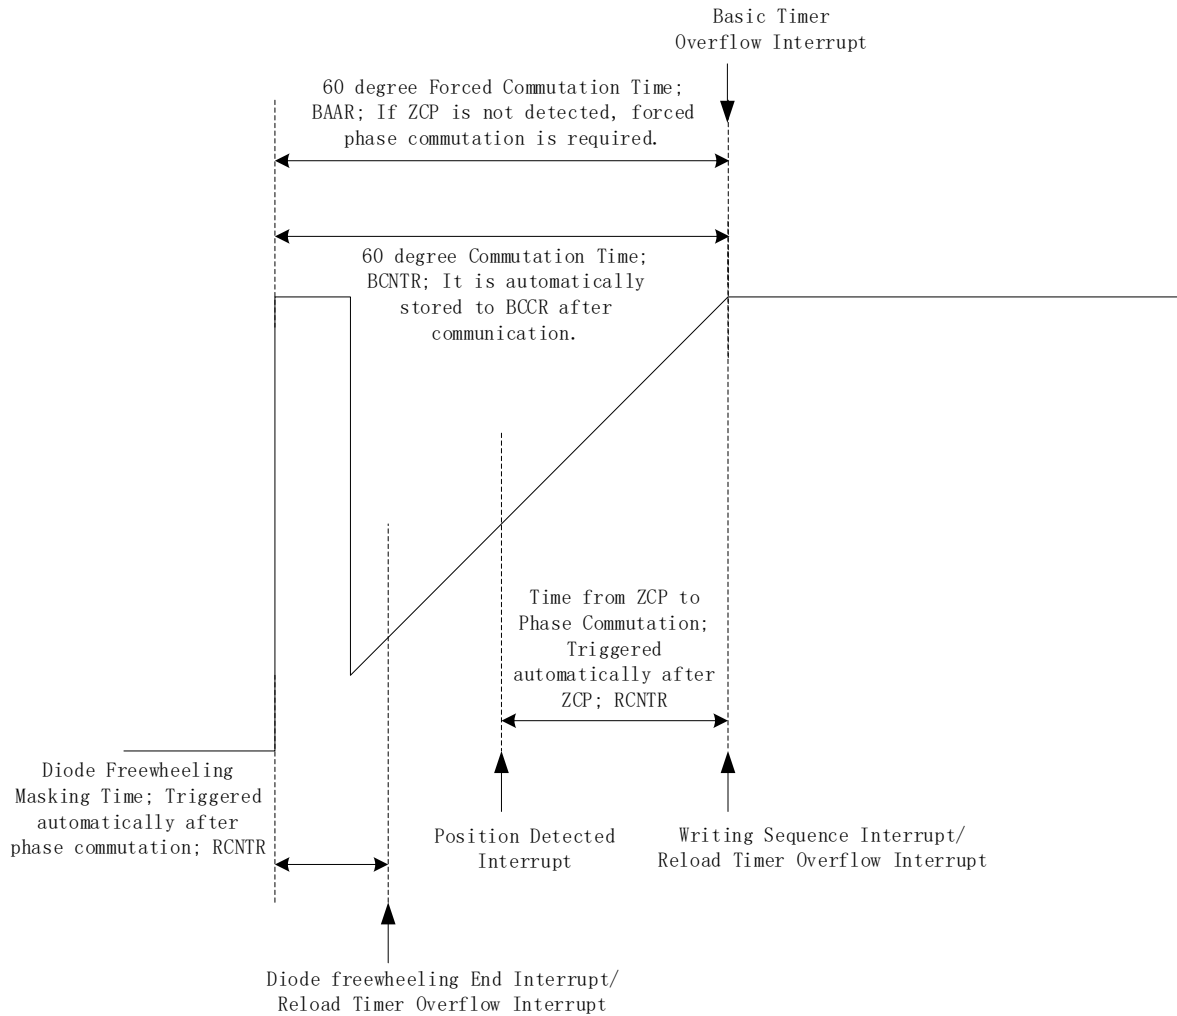 Basic Timer
Overflow Interrupt
60 degree Forced Commutation Time;
BAAR; If ZCP is not detected, forced
phase commutation is required.
60 degree Commutation Time;
BCNTR; It is automatically
stored to BCCR after
communication.
Time from ZCP to
Phase Commutation;
Triggered
automatically after
ZCP; RCNTR
Diode Freewheeling
Masking Time; Triggered
automatically after
phase commutation; RCNTR
Position Detected
Interrupt
Writing Sequence Interrupt/
Reload Timer Overflow Interrupt
Diode freewheeling End Interrupt/
Reload Timer Overflow Interrupt